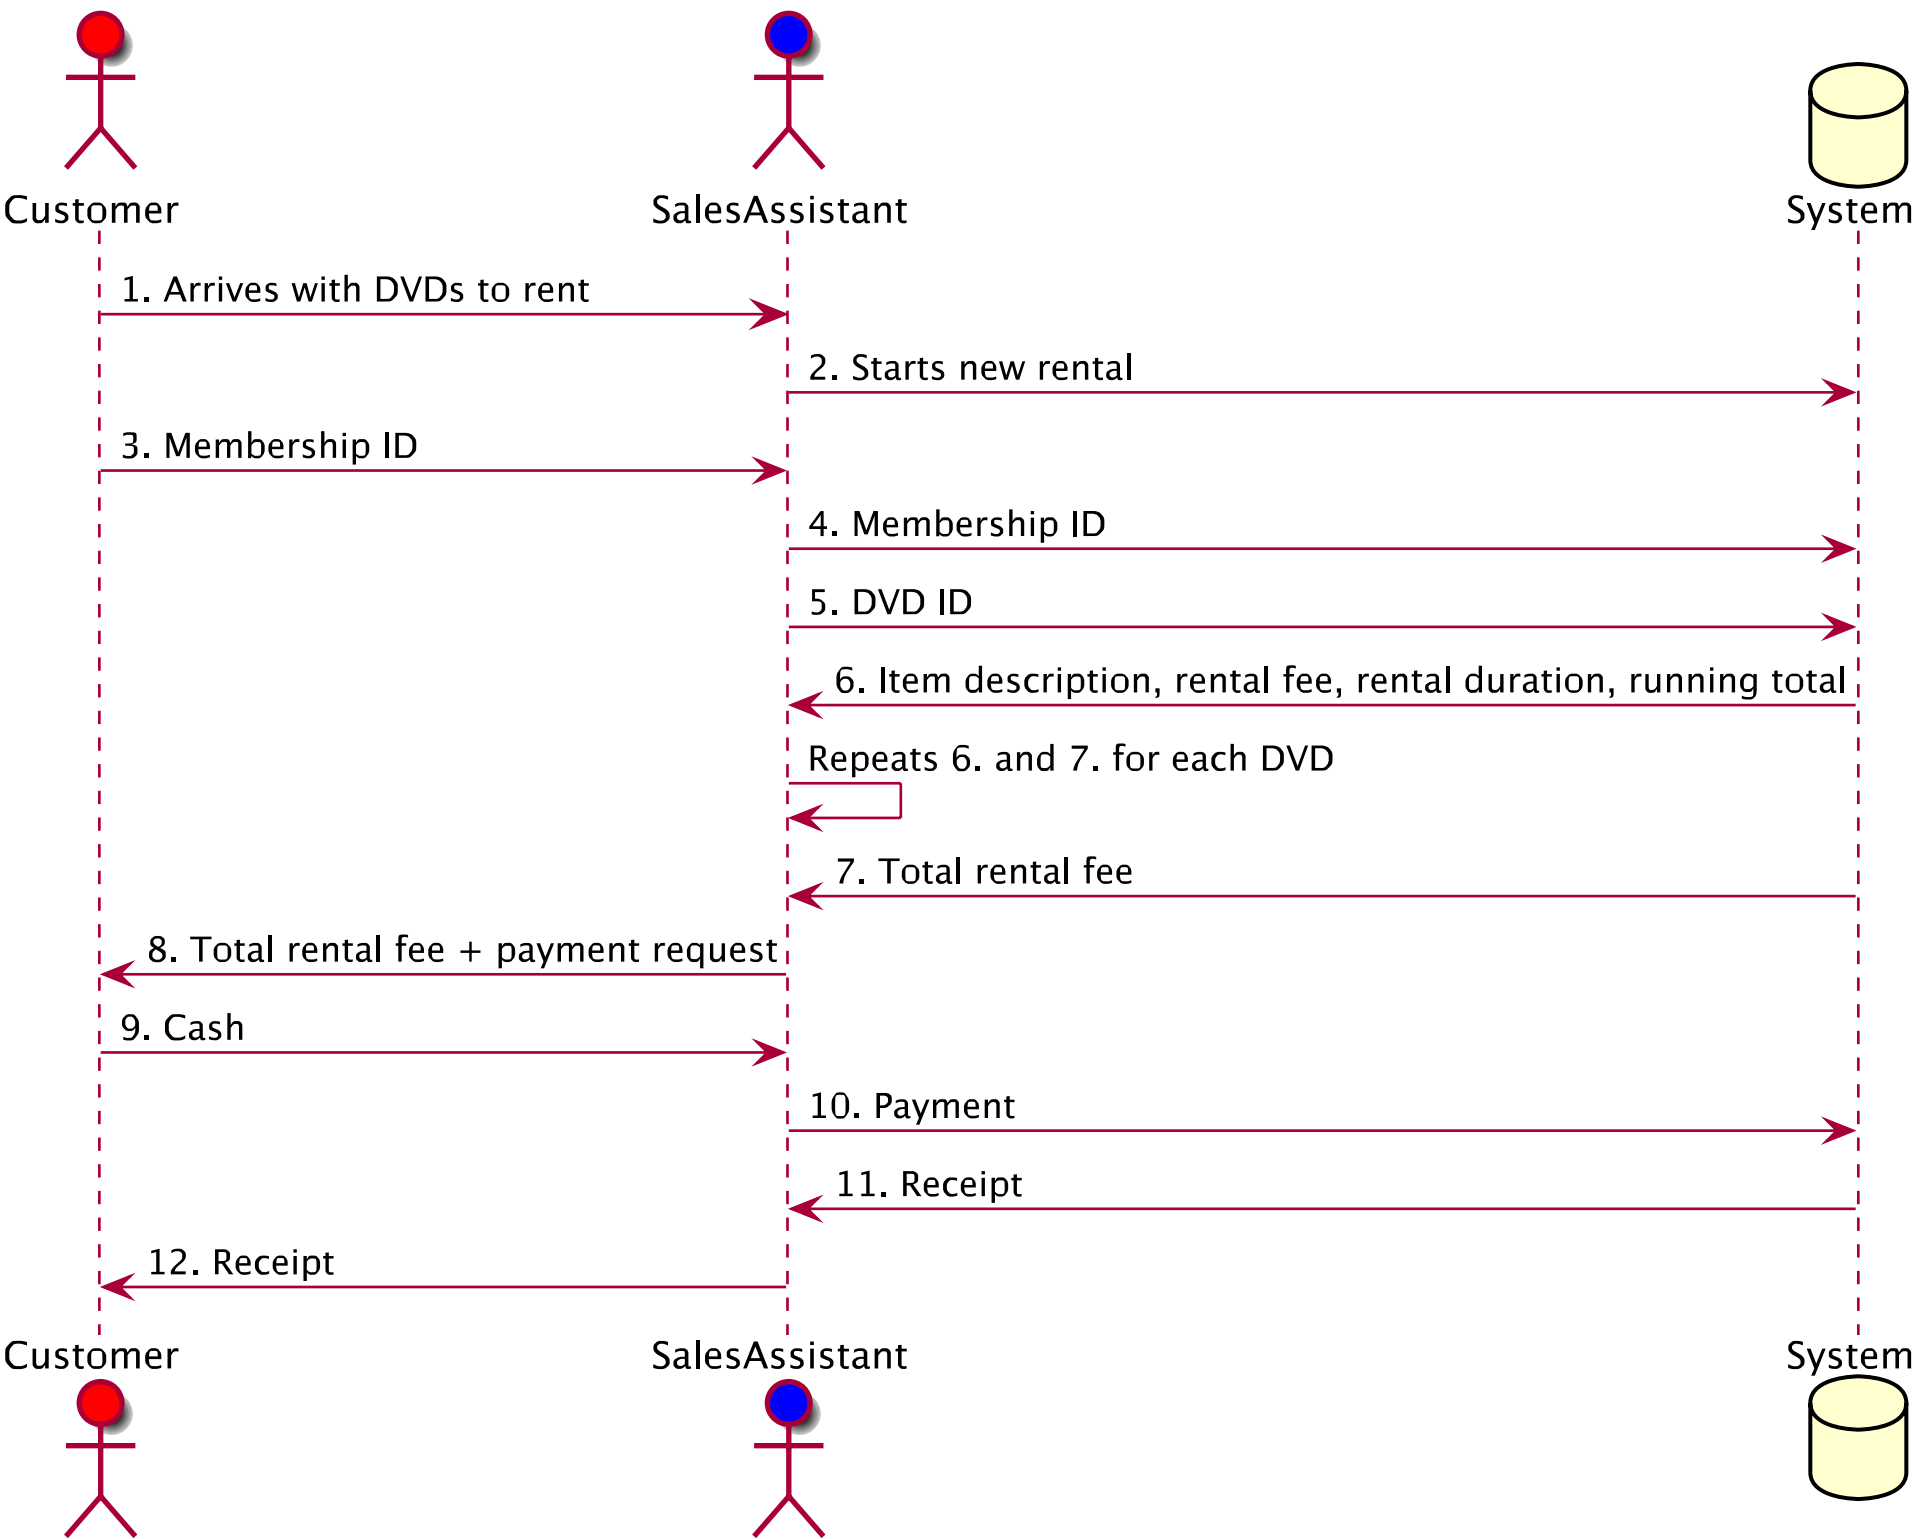 Customer
SalesAssistant
System
1. Arrives with DVDs to rent
2. Starts new rental
3. Membership ID
4. Membership ID
5. DVD ID
6. Item description, rental fee, rental duration, running total
Repeats 6. and 7. for each DVD
7. Total rental fee
8. Total rental fee + payment request
9. Cash
10. Payment
11. Receipt
12. Receipt
Customer
SalesAssistant
System